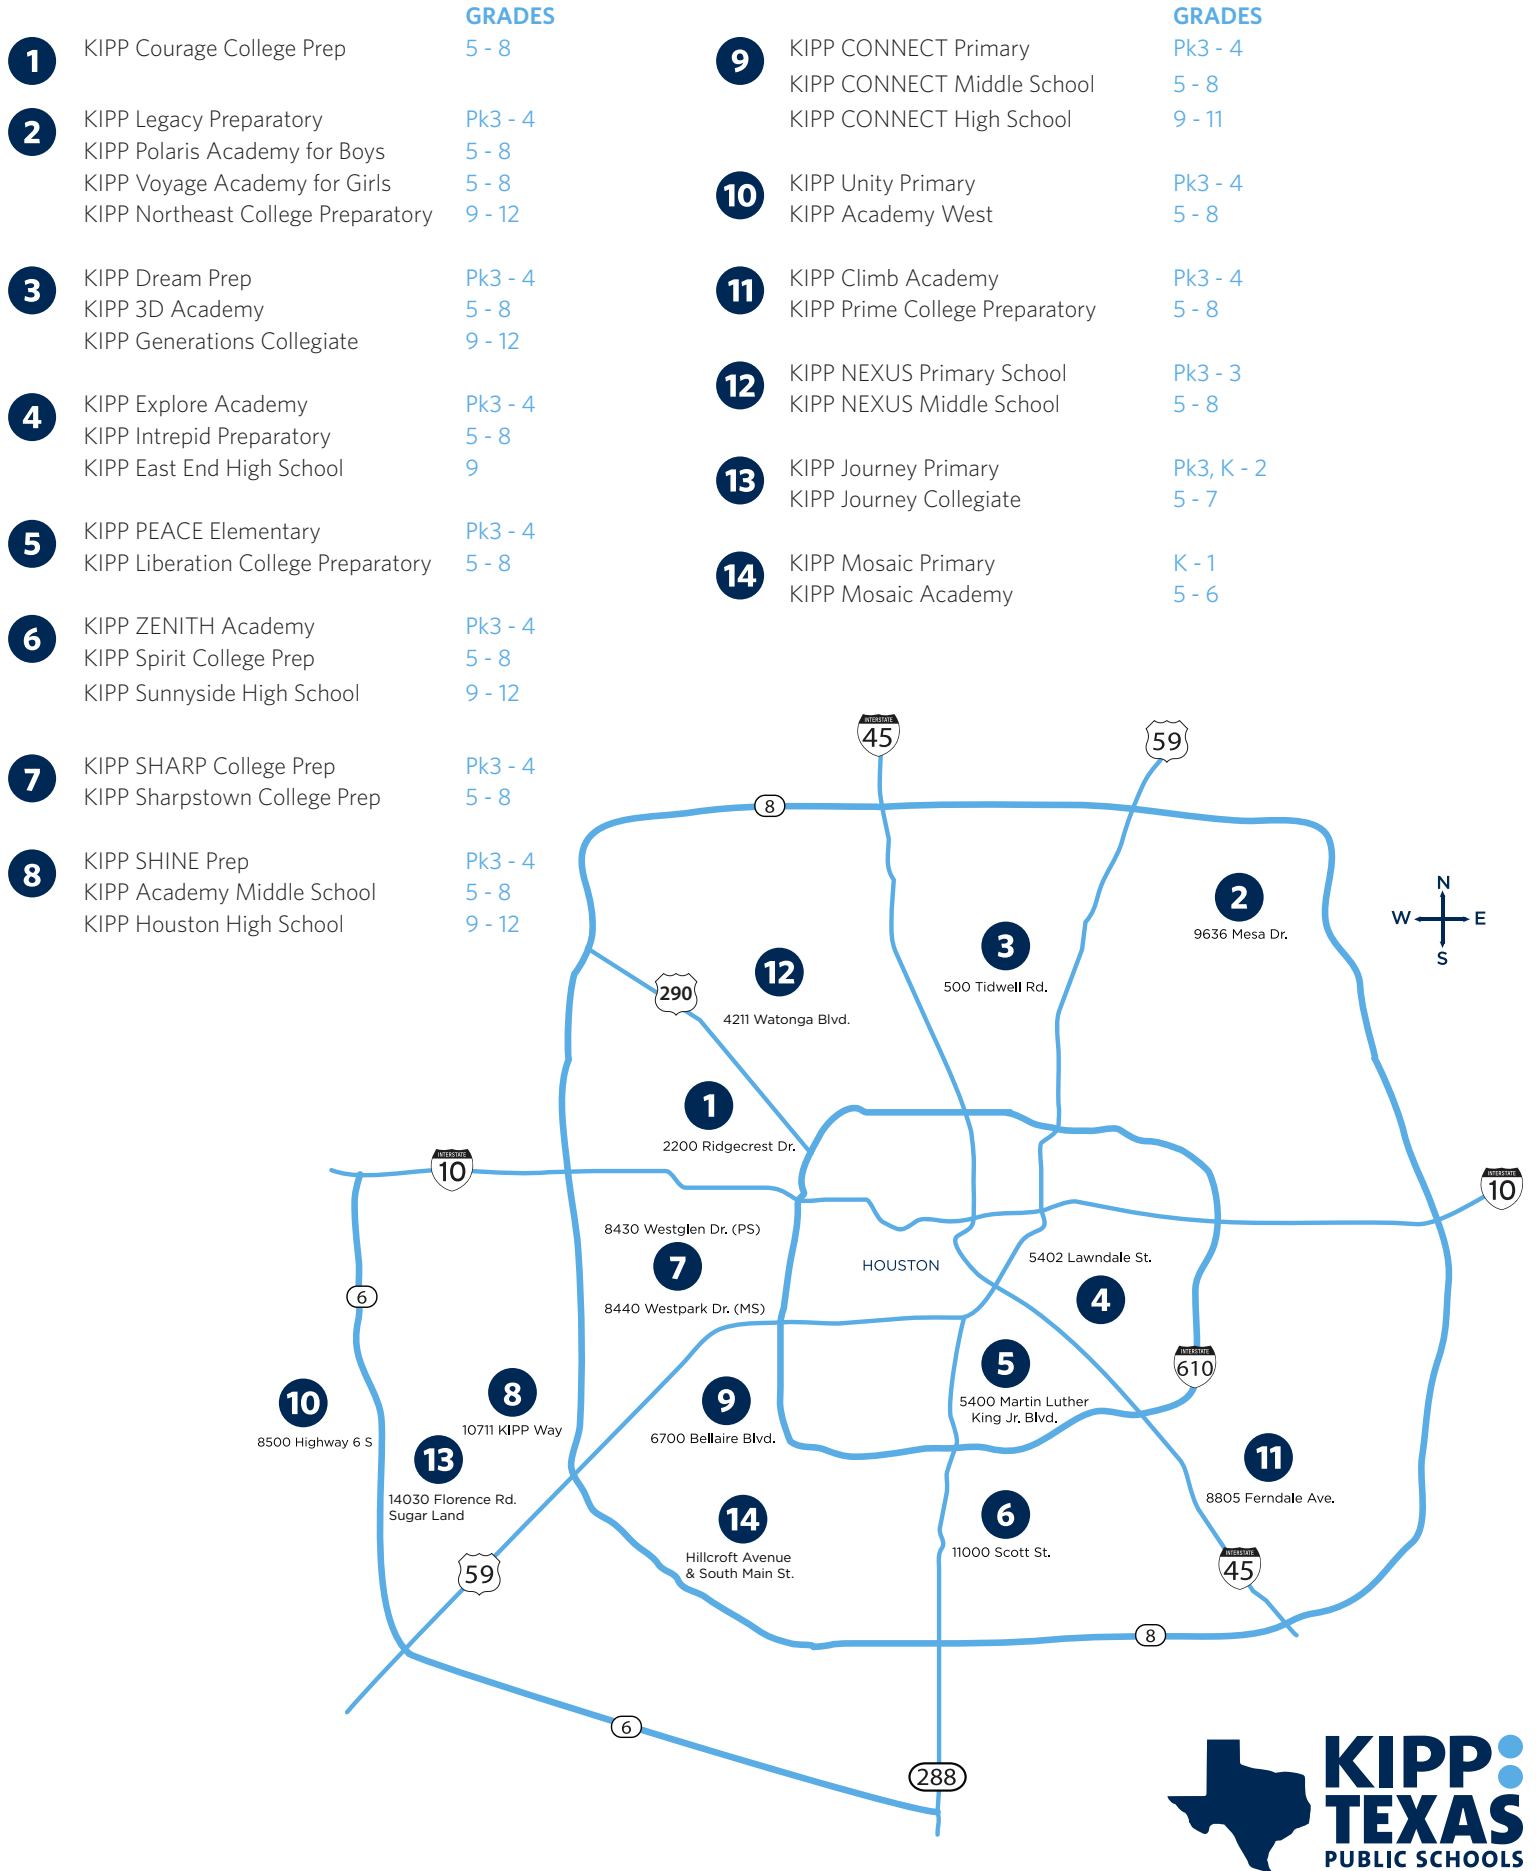 GRADES
1 KIPP Courage College Prep 5 - 8
2 KIPP Legacy Preparatory Pk3 - 4
KIPP Polaris Academy for Boys 5 - 8
KIPP Voyage Academy for Girls 5 - 8
KIPP Northeast College Preparatory 9 - 12
3 KIPP Dream Prep Pk3 - 4
KIPP 3D Academy 5 - 8
KIPP Generations Collegiate 9 - 12
4 KIPP Explore Academy Pk3 - 4
KIPP Intrepid Preparatory 5 - 8
KIPP East End High School 9
5 KIPP PEACE Elementary Pk3 - 4
KIPP Liberation College Preparatory 5 - 8
6 KIPP ZENITH Academy Pk3 - 4
KIPP Spirit College Prep 5 - 8
KIPP Sunnyside High School 9 - 12
7 KIPP SHARP College Prep Pk3 - 4
KIPP Sharpstown College Prep 5 - 8
8 KIPP SHINE Prep Pk3 - 4
KIPP Academy Middle School 5 - 8
KIPP Houston High School 9 - 12
GRADES
9 KIPP CONNECT Primary Pk3 - 4
KIPP CONNECT Middle School 5 - 8
KIPP CONNECT High School 9 - 11
10 KIPP Unity Primary Pk3 - 4
KIPP Academy West 5 - 8
11 KIPP Climb Academy Pk3 - 4
KIPP Prime College Preparatory 5 - 8
12 KIPP NEXUS Primary School Pk3 - 3
KIPP NEXUS Middle School 5 - 8
13 KIPP Journey Primary Pk3, K - 2
KIPP Journey Collegiate 5 - 7
14 KIPP Mosaic Primary K - 1
KIPP Mosaic Academy 5 - 6
INTERSTATE
45
59
8
N
W E
S
2
9636 Mesa Dr.
3
500 Tidwell Rd.
12
4211 Watonga Blvd.
290
1
2200 Ridgecrest Dr.
INTERSTATE
10
INTERSTATE
10
8430 Westglen Dr. (PS)
7
8440 Westpark Dr. (MS)
HOUSTON
5402 Lawndale St.
4
6
INTERSTATE
610
5
5400 Martin Luther
King Jr. Blvd.
10
8500 Highway 6 S
8
10711 KIPP Way
9
6700 Bellaire Blvd.
13
14030 Florence Rd.
Sugar Land
11
8805 Ferndale Ave.
14
Hillcroft Avenue
& South Main St.
6
11000 Scott St.
59
INTERSTATE
45
8
6
288
KIPP:
TEXAS
PUBLIC SCHOOLS